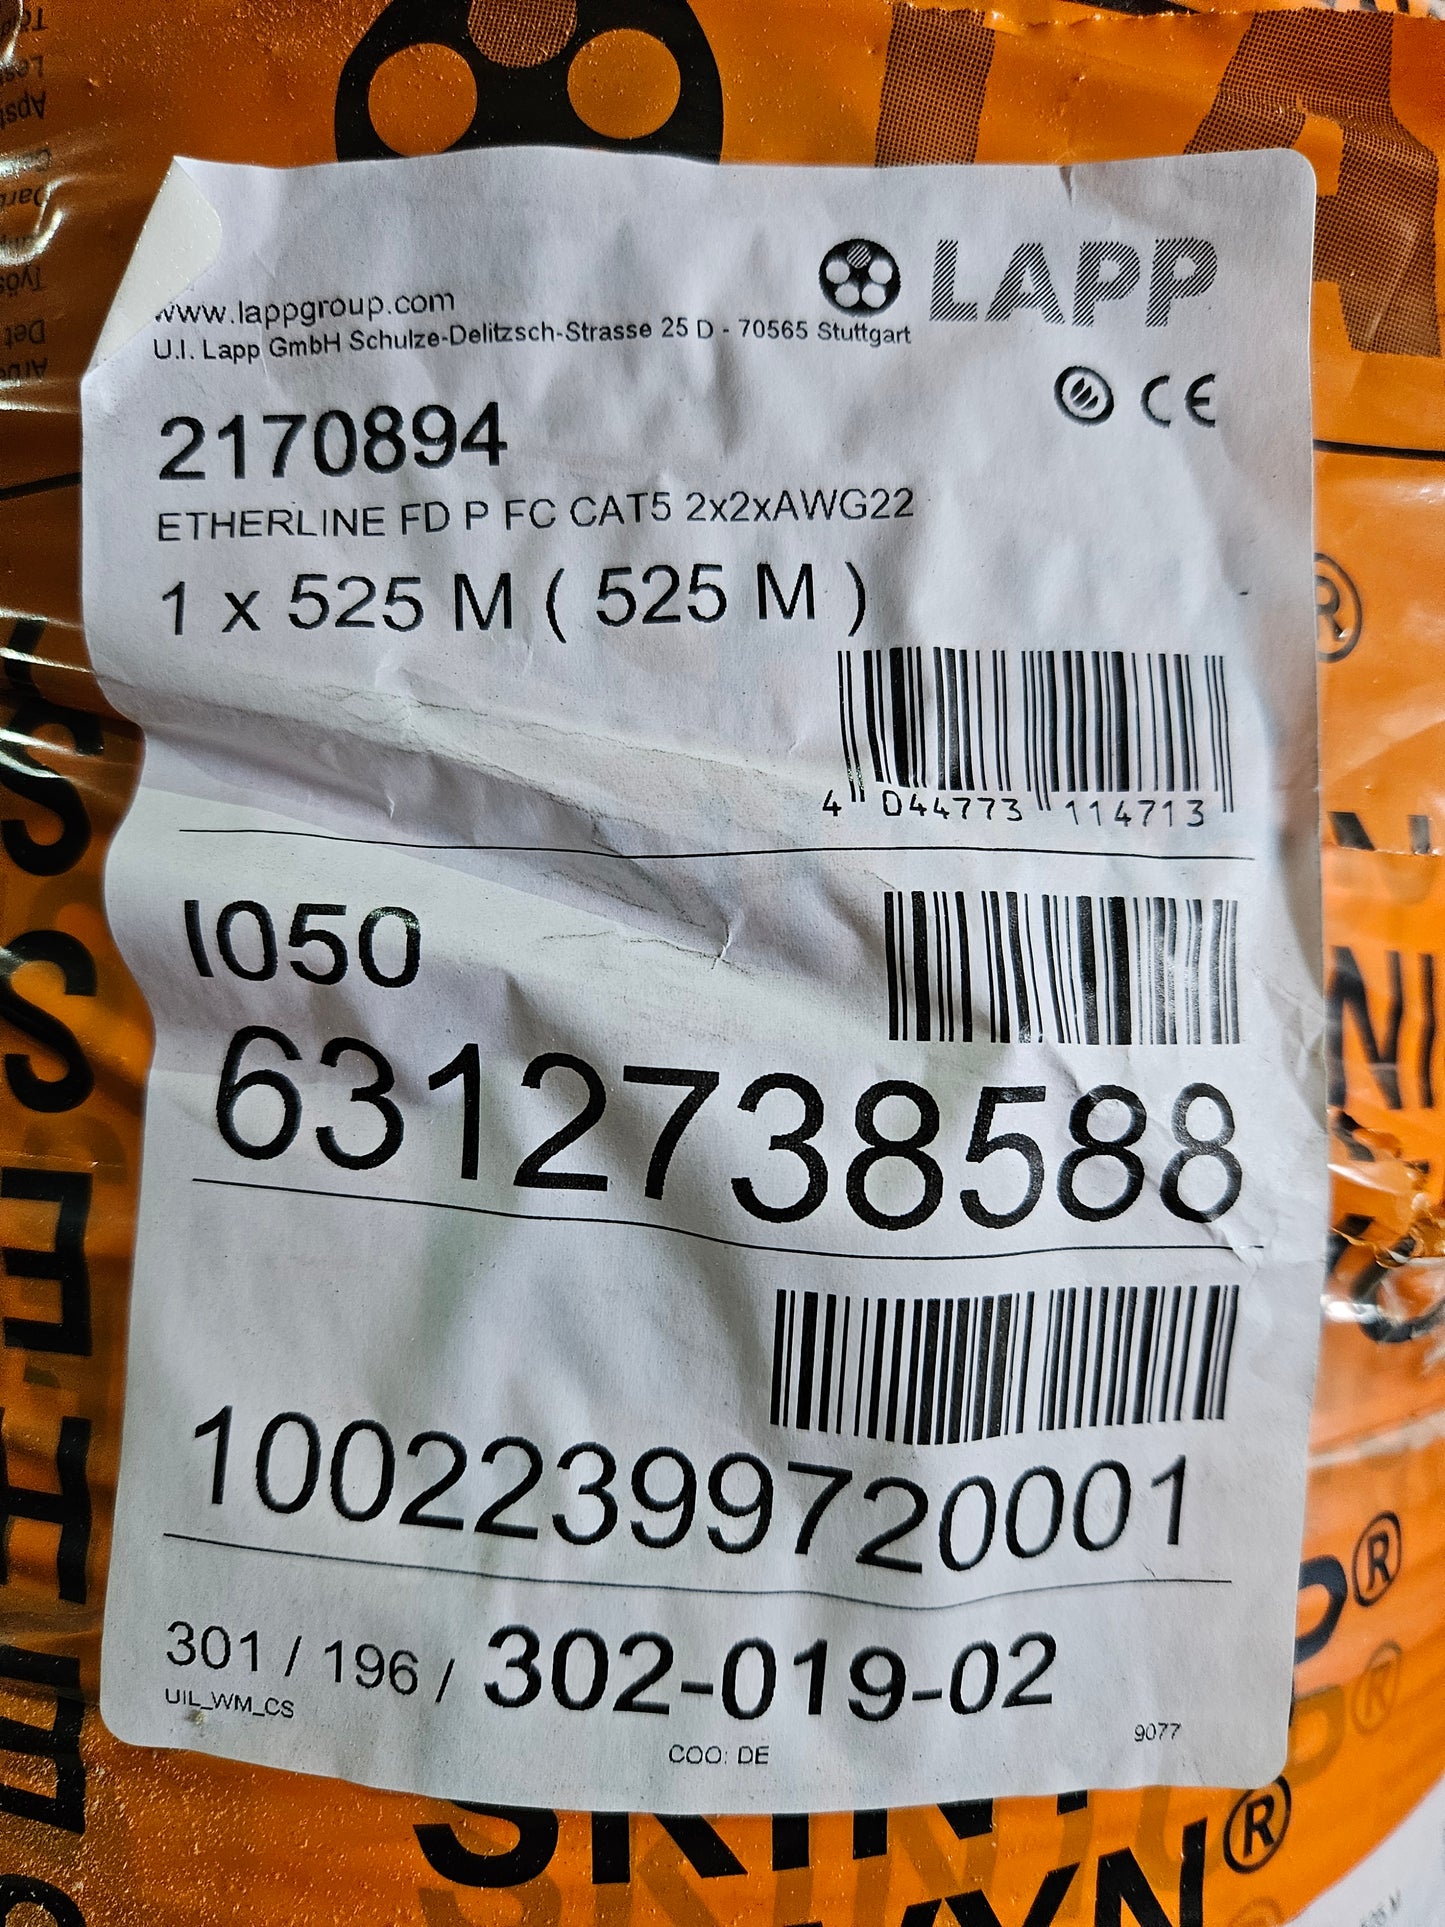 LAPP
www.lappgroup.com
U.I. Lapp GmbH Schulze-Delitzsch-Strasse 25 D - 70565 Stuttgart
CE
2170894
ETHERLINE FD P FC CAT5 2x2xAWG22
1 x 525 M ( 525 M )
4 044773 114713
I050
6312738588
10022399720001
301 / 196 / 302-019-02
UIL_WM_CS
9077
COO: DE